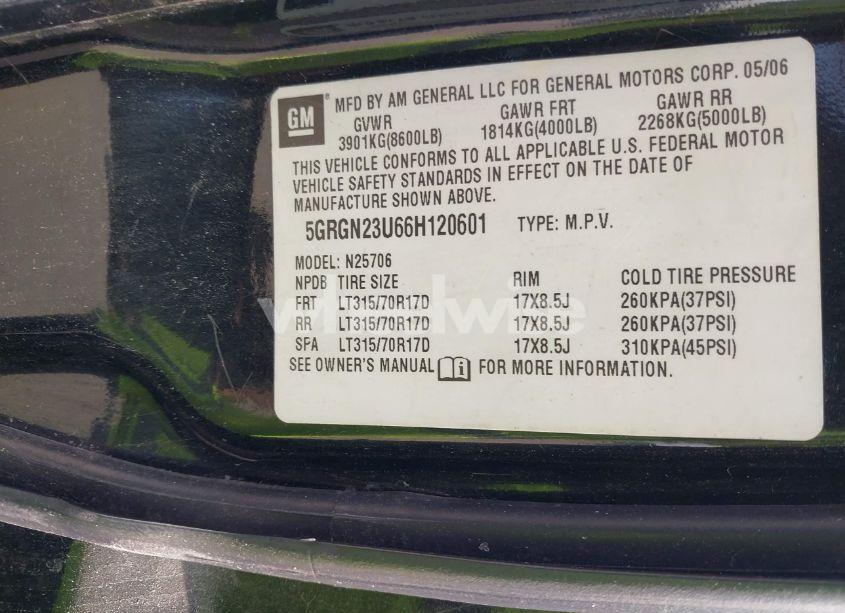 GM
MFD BY AM GENERAL LLC FOR GENERAL MOTORS CORP. 05/06
GVWR GAWR FRT GAWR RR
3901KG(8600LB) 1814KG(4000LB) 2268KG(5000LB)
THIS VEHICLE CONFORMS TO ALL APPLICABLE U.S. FEDERAL MOTOR
VEHICLE SAFETY STANDARDS IN EFFECT ON THE DATE OF
MANUFACTURE SHOWN ABOVE.
5GRGN23U66H120601 TYPE: M.P.V.
MODEL: N25706
NPDB TIRE SIZE RIM COLD TIRE PRESSURE
FRT LT315/70R17D 17X8.5J 260KPA(37PSI)
RR LT315/70R17D 17X8.5J 260KPA(37PSI)
SPA LT315/70R17D 17X8.5J 310KPA(45PSI)
SEE OWNER'S MANUAL FOR MORE INFORMATION.